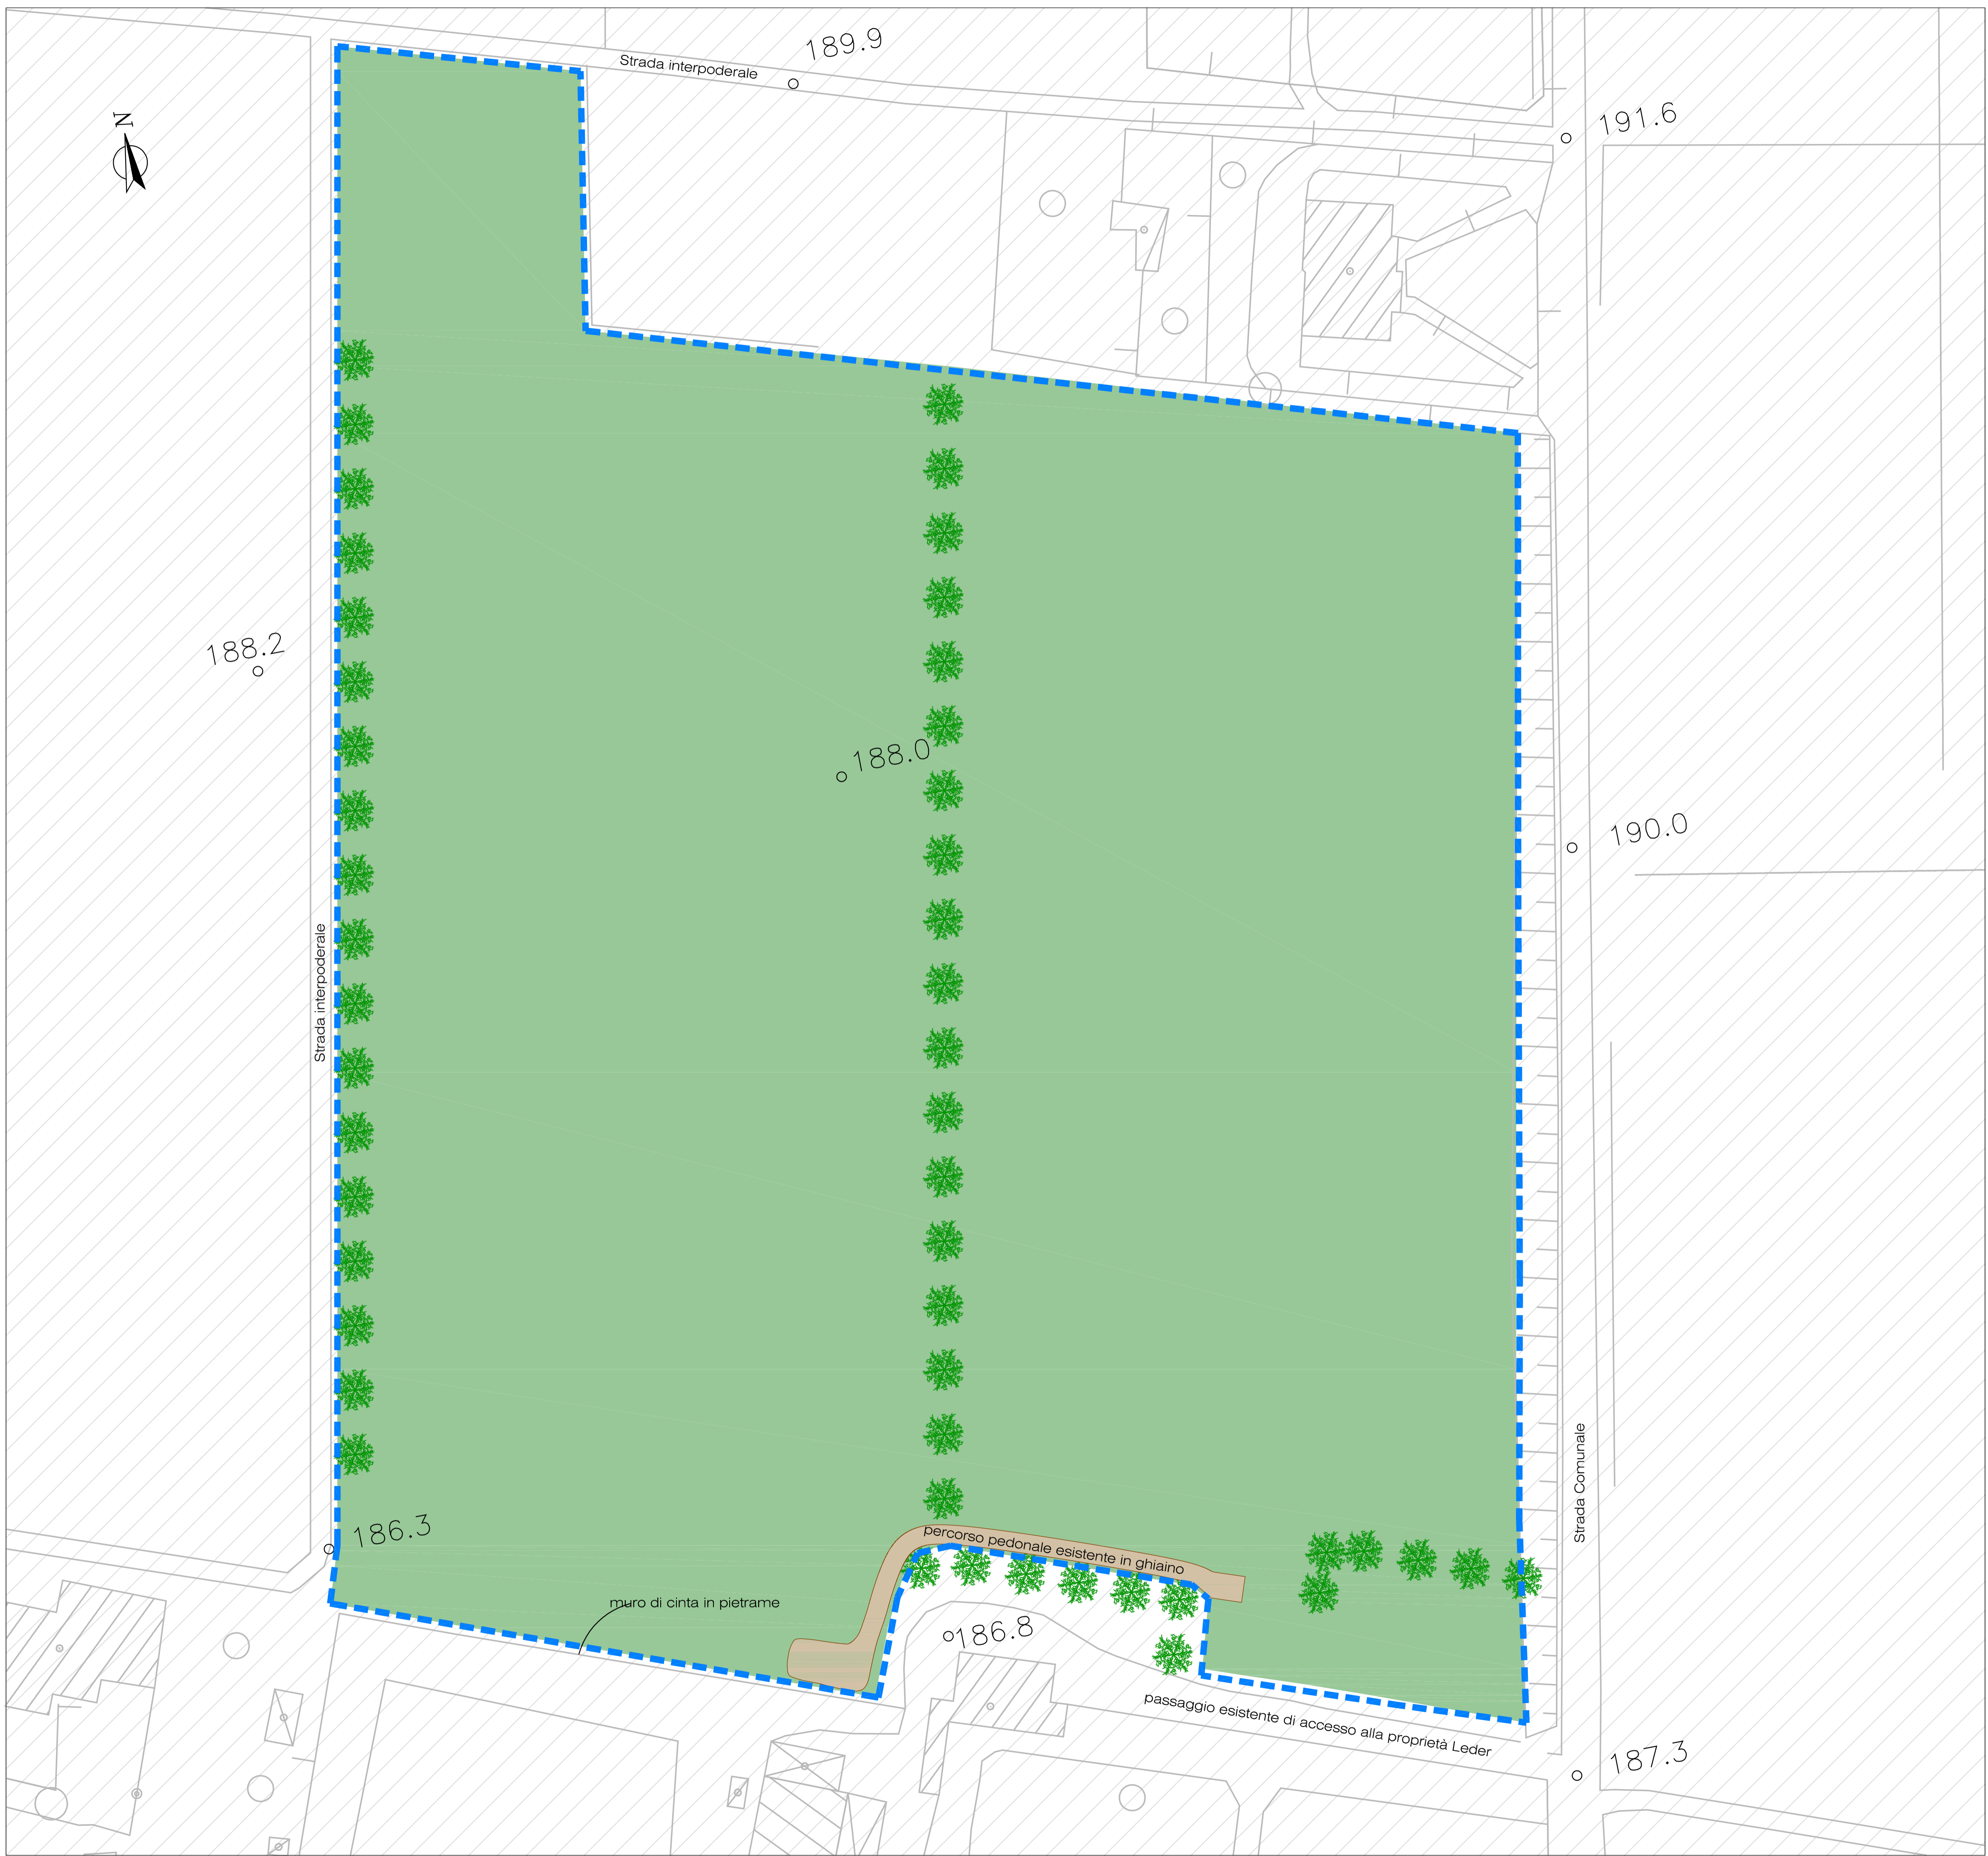 189.9
Strada interpoderale
191.6
N
188.2
188.0
190.0
Strada interpoderale
Strada Comunale
186.3
percorso pedonale esistente in ghiaino
muro di cinta in pietrame
186.8
passaggio esistente di accesso alla proprietà Leder
187.3